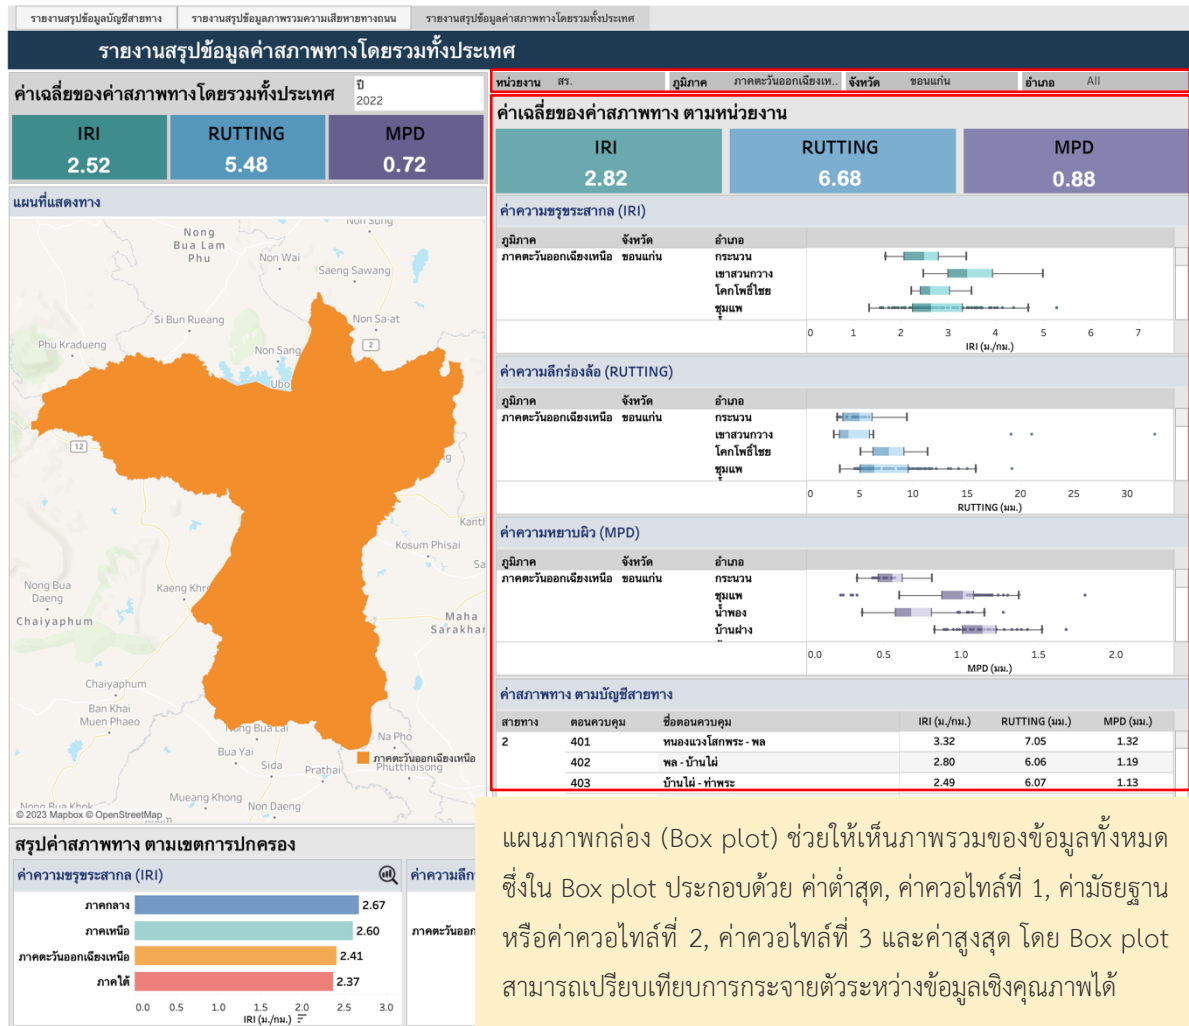 รายงานสรุปข้อมูลบัญชีสายทาง
รายงานสรุปข้อมูลภาพรวมความเสียหายทางถนน
รายงานสรุปข้อมูลค่าสภาพทางโดยรวมทั้งประเทศ
รายงานสรุปข้อมูลค่าสภาพทางโดยรวมทั้งประเทศ
ค่าเฉลี่ยของค่าสภาพทางโดยรวมทั้งประเทศ
ปี
2022
IRI
2.52
RUTTING
5.48
MPD
0.72
แผนที่แสดงทาง
Nong Bua Lam Phu
Non Sung
Non Wai
Saeng Sawang
Si Bun Rueang
Non Sa-at
Phu Kradueng
Non Sang
2
Ubo
12
Kosum Phisai
Nong Bua Daeng
Kaeng Khr
Chaiyaphum
Maha
Sarakhar
Chaiyaphum
Ban Khai
Muen Phaeo
Nong Bua Lai
Na Pho
Bua Yai
Sida
Prathai
Phutthaisong
ภาคตะวันออกเฉียงเหนือ
Mueang Khong
Non Daeng
Nong Bua Khok
© 2023 Mapbox © OpenStreetMap
สรุปค่าสภาพทาง ตามเขตการปกครอง
ค่าความขรุขระสากล (IRI)
ค่าความลึก
ภาคกลาง 2.67
ภาคเหนือ 2.60
ภาคตะวันออก
ภาคตะวันออกเฉียงเหนือ 2.41
ภาคใต้ 2.37
0.0 0.5 1.0 1.5 2.0 2.5 3.0
IRI (ม./กม.)
หน่วยงาน สร. ภูมิภาค ภาคตะวันออกเฉียงเห.. จังหวัด ขอนแก่น อำเภอ All
ค่าเฉลี่ยของค่าสภาพทาง ตามหน่วยงาน
IRI
2.82
RUTTING
6.68
MPD
0.88
ค่าความขรุขระสากล (IRI)
ภูมิภาค จังหวัด อำเภอ
ภาคตะวันออกเฉียงเหนือ ขอนแก่น กระนวน
เขาสวนกวาง
โคกโพธิ์ไชย
ชุมแพ
0 1 2 3 4 5 6 7
IRI (ม./กม.)
ค่าความลึกร่องล้อ (RUTTING)
ภูมิภาค จังหวัด อำเภอ
ภาคตะวันออกเฉียงเหนือ ขอนแก่น กระนวน
เขาสวนกวาง
โคกโพธิ์ไชย
ชุมแพ
0 5 10 15 20 25 30
RUTTING (มม.)
ค่าความหยาบผิว (MPD)
ภูมิภาค จังหวัด อำเภอ
ภาคตะวันออกเฉียงเหนือ ขอนแก่น กระนวน
ชุมแพ
น้ำพอง
บ้านฝาง
0.0 0.5 1.0 1.5 2.0
MPD (มม.)
ค่าสภาพทาง ตามบัญชีสายทาง
สายทาง ตอนควบคุม ชื่อตอนควบคุม IRI (ม./กม.) RUTTING (มม.) MPD (มม.)
2 401 หนองแวงโสกพระ - พล 3.32 7.05 1.32
402 พล - บ้านไผ่ 2.80 6.06 1.19
403 บ้านไผ่ - ท่าพระ 2.49 6.07 1.13
แผนภาพกล่อง (Box plot) ช่วยให้เห็นภาพรวมของข้อมูลทั้งหมด
ซึ่งใน Box plot ประกอบด้วย ค่าต่ำสุด, ค่าควอไทล์ที่ 1, ค่ามัธยฐาน
หรือค่าควอไทล์ที่ 2, ค่าควอไทล์ที่ 3 และค่าสูงสุด โดย Box plot
สามารถเปรียบเทียบการกระจายตัวระหว่างข้อมูลเชิงคุณภาพได้